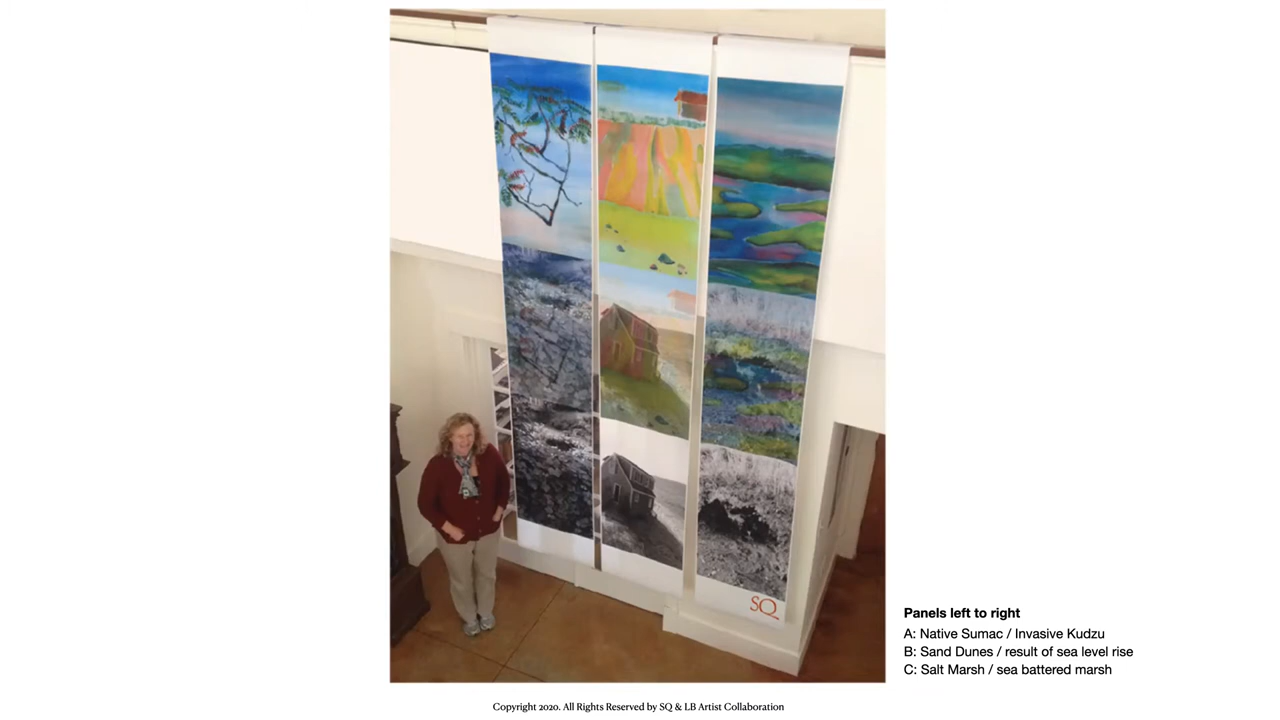 SQ
Panels left to right
A: Native Sumac / Invasive Kudzu
B: Sand Dunes / result of sea level rise
C: Salt Marsh / sea battered marsh
Copyright 2020. All Rights Reserved by SQ & LB Artist Collaboration